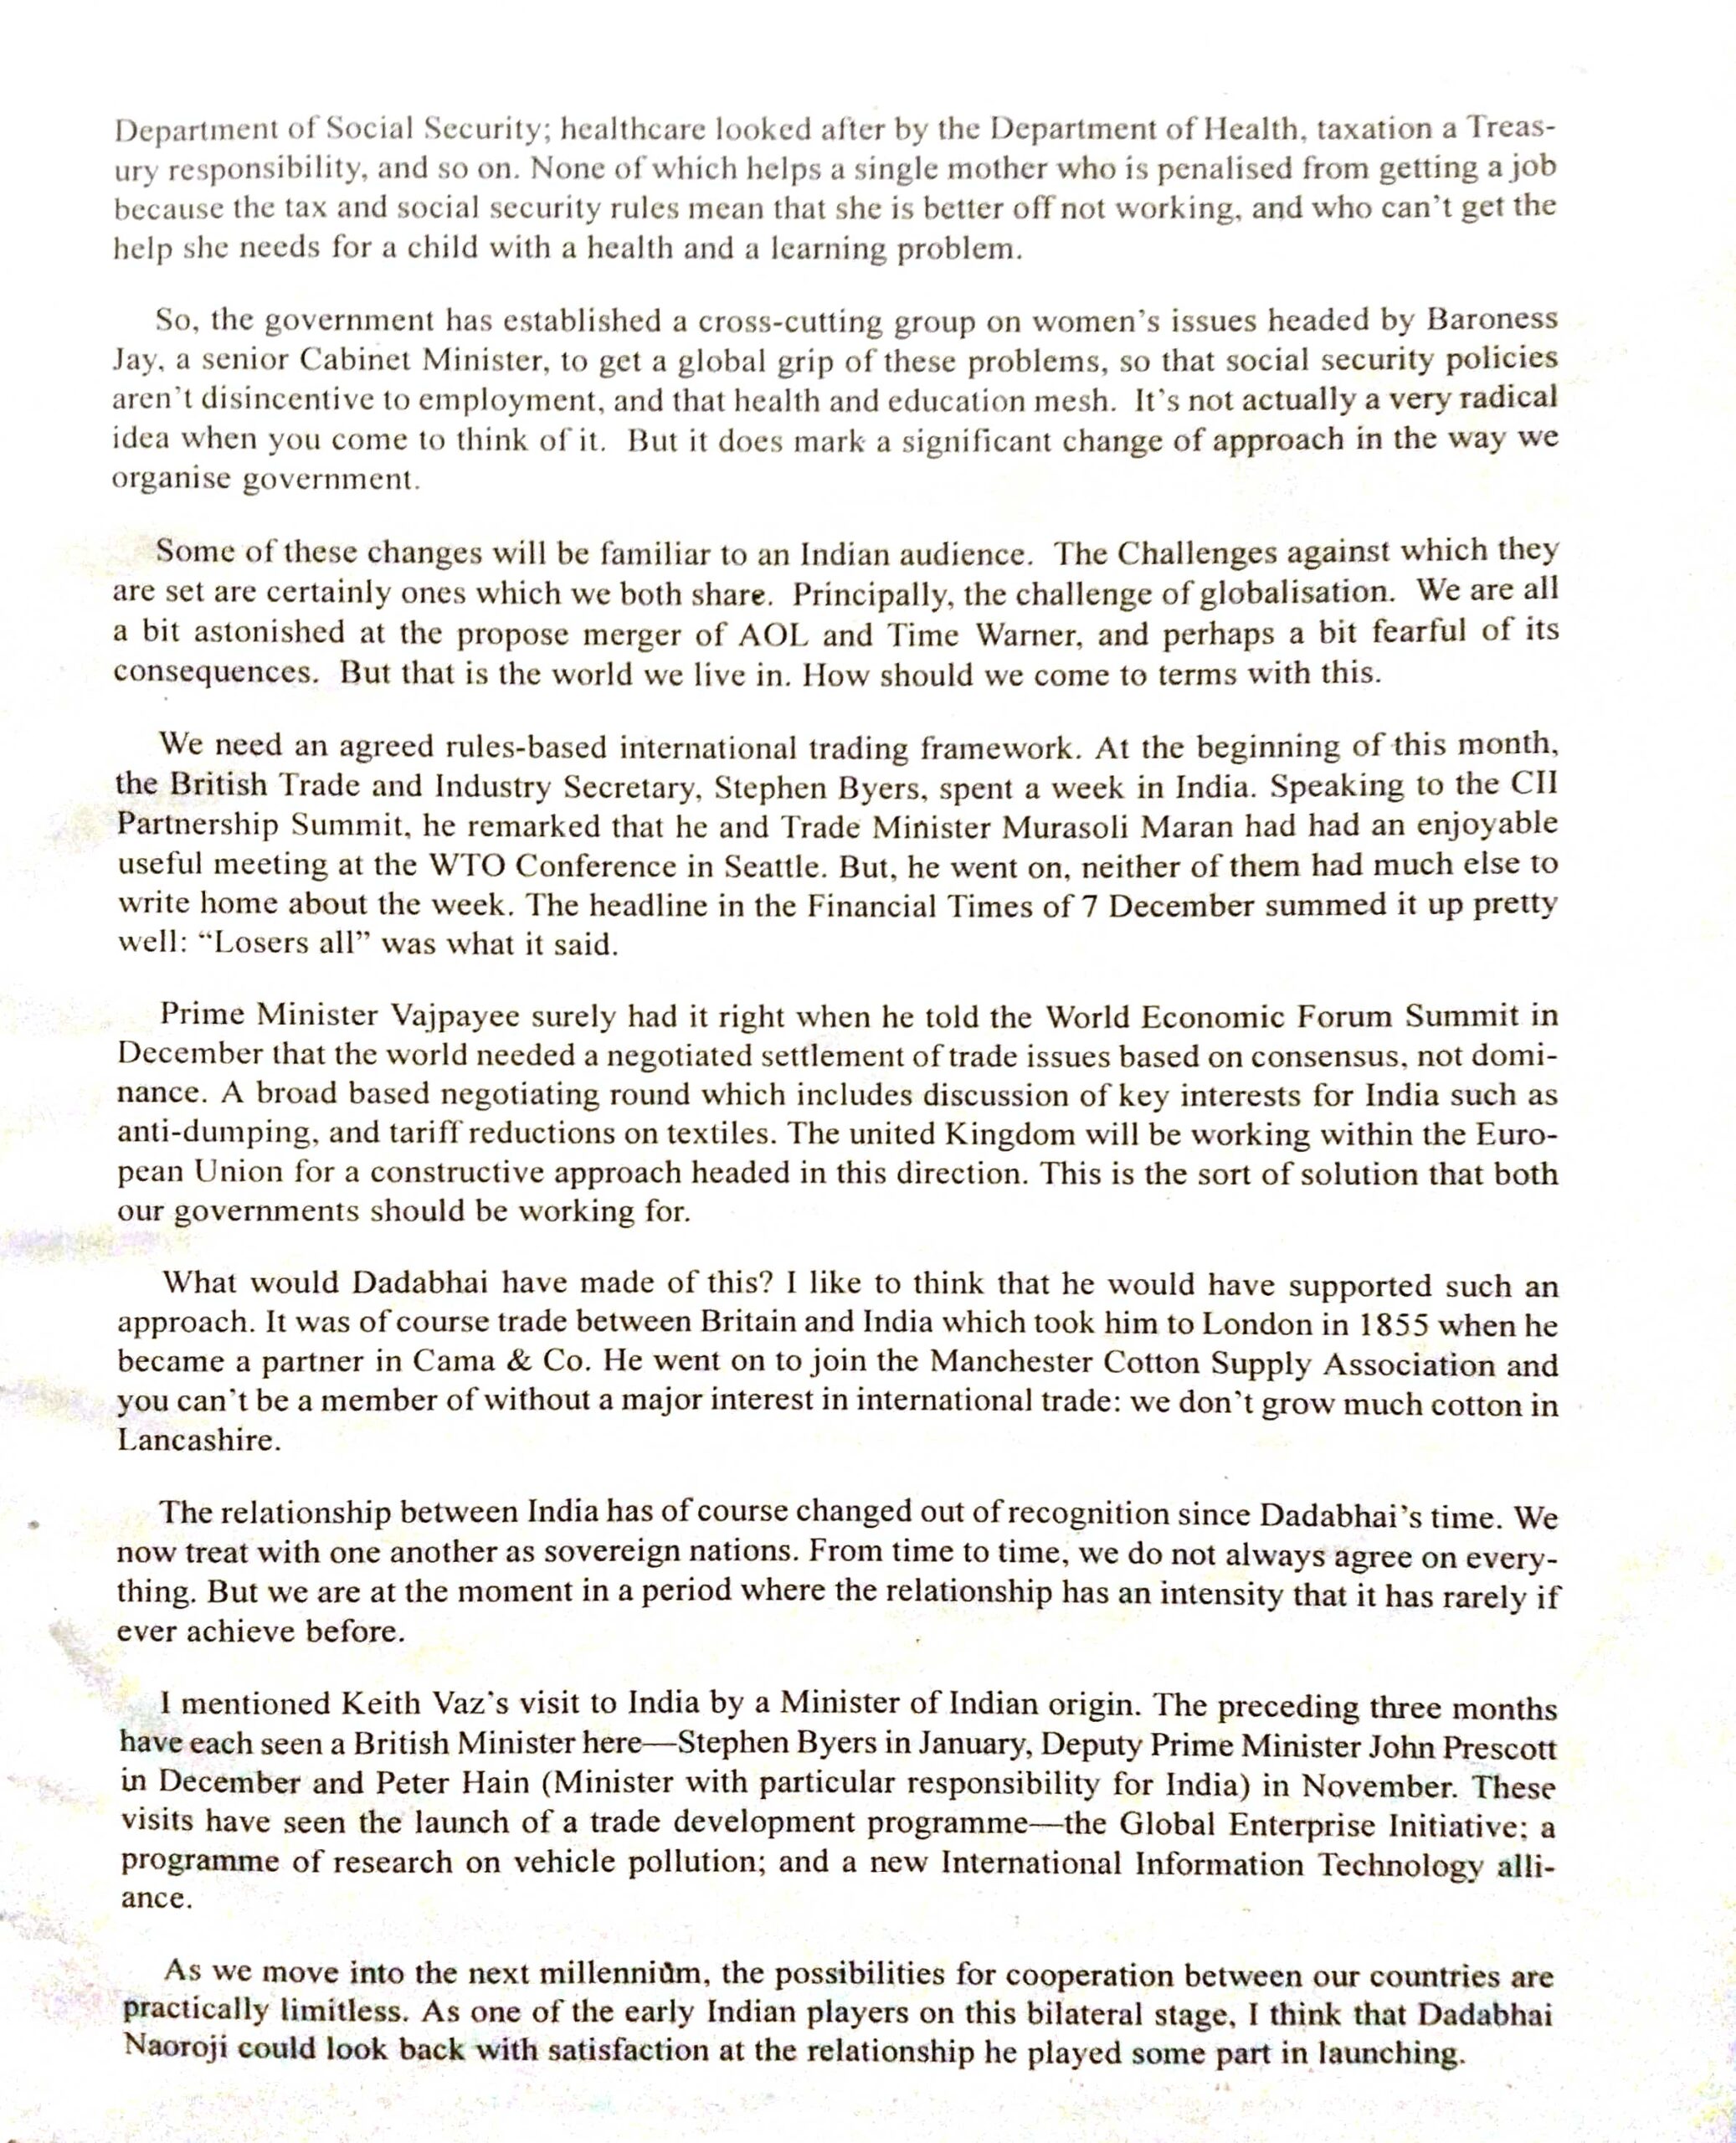 Department of Social Security; healthcare looked after by the Department of Health, taxation a Treas-
ury responsibility, and so on. None of which helps a single mother who is penalised from getting a job
because the tax and social security rules mean that she is better off not working, and who can't get the
help she needs for a child with a health and a learning problem.
So, the government has established a cross-cutting group on women's issues headed by Baroness
Jay, a senior Cabinet Minister, to get a global grip of these problems, so that social security policies
aren't disincentive to employment, and that health and education mesh. It's not actually a very radical
idea when you come to think of it. But it does mark a significant change of approach in the way we
organise government.
Some of these changes will be familiar to an Indian audience. The Challenges against which they
are set are certainly ones which we both share. Principally, the challenge of globalisation. We are all
a bit astonished at the propose merger of AOL and Time Warner, and perhaps a bit fearful of its
consequences. But that is the world we live in. How should we come to terms with this.
We need an agreed rules-based international trading framework. At the beginning of this month,
the British Trade and Industry Secretary, Stephen Byers, spent a week in India. Speaking to the CII
Partnership Summit, he remarked that he and Trade Minister Murasoli Maran had had an enjoyable
useful meeting at the WTO Conference in Seattle. But, he went on, neither of them had much else to
write home about the week. The headline in the Financial Times of 7 December summed it up pretty
well: “Losers all” was what it said.
Prime Minister Vajpayee surely had it right when he told the World Economic Forum Summit in
December that the world needed a negotiated settlement of trade issues based on consensus, not domi-
nance. A broad based negotiating round which includes discussion of key interests for India such as
anti-dumping, and tariff reductions on textiles. The united Kingdom will be working within the Euro-
pean Union for a constructive approach headed in this direction. This is the sort of solution that both
our governments should be working for.
What would Dadabhai have made of this? I like to think that he would have supported such an
approach. It was of course trade between Britain and India which took him to London in 1855 when he
became a partner in Cama & Co. He went on to join the Manchester Cotton Supply Association and
you can't be a member of without a major interest in international trade: we don't grow much cotton in
Lancashire.
The relationship between India has of course changed out of recognition since Dadabhai's time. We
now treat with one another as sovereign nations. From time to time, we do not always agree on every-
thing. But we are at the moment in a period where the relationship has an intensity that it has rarely if
ever achieve before.
I mentioned Keith Vaz's visit to India by a Minister of Indian origin. The preceding three months
have each seen a British Minister here—Stephen Byers in January, Deputy Prime Minister John Prescott
in December and Peter Hain (Minister with particular responsibility for India) in November. These
visits have seen the launch of a trade development programme—the Global Enterprise Initiative; a
programme of research on vehicle pollution; and a new International Information Technology alli-
ance.
As we move into the next millennium, the possibilities for cooperation between our countries are
practically limitless. As one of the early Indian players on this bilateral stage, I think that Dadabhai
Naoroji could look back with satisfaction at the relationship he played some part in launching.